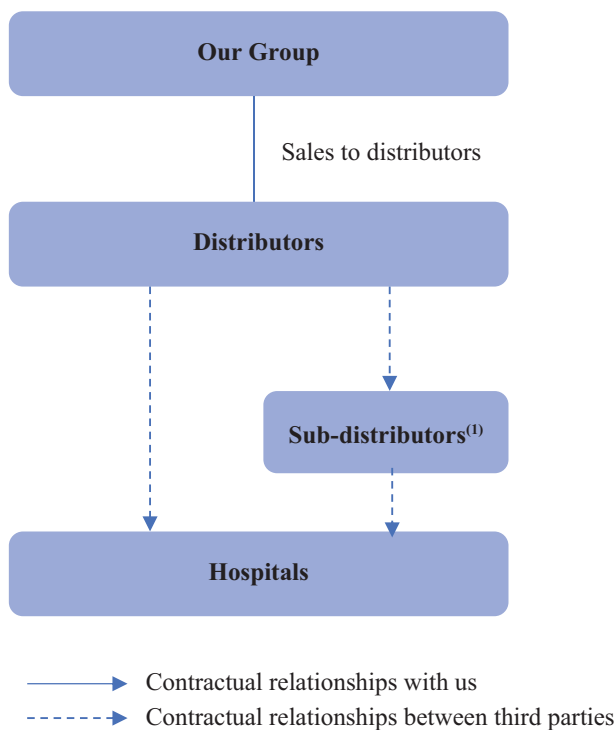 Our Group
Sales to distributors
Distributors
Sub-distributors(1)
Hospitals
Contractual relationships with us
Contractual relationships between third parties